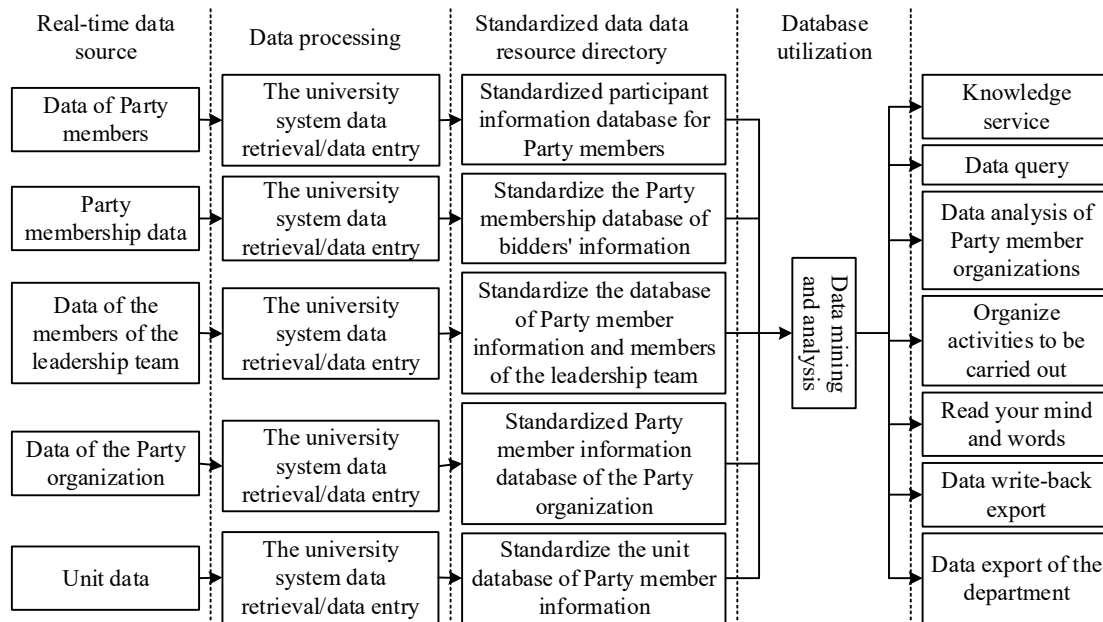 Real-time data
source
Data processing
Standardized data data
resource directory
Database
utilization
Data of Party
members
The university
system data
retrieval/data entry
Standardized participant
information database for
Party members
Party
membership data
The university
system data
retrieval/data entry
Standardize the Party
membership database of
bidders' information
Data of the
members of the
leadership team
The university
system data
retrieval/data entry
Standardize the database
of Party member
information and members
of the leadership team
Data of the Party
organization
The university
system data
retrieval/data entry
Standardized Party
member information
database of the Party
organization
Unit data
The university
system data
retrieval/data entry
Standardize the unit
database of Party member
information
Data mining
and analysis
Knowledge
service
Data query
Data analysis of
Party member
organizations
Organize
activities to be
carried out
Read your mind
and words
Data write-back
export
Data export of the
department